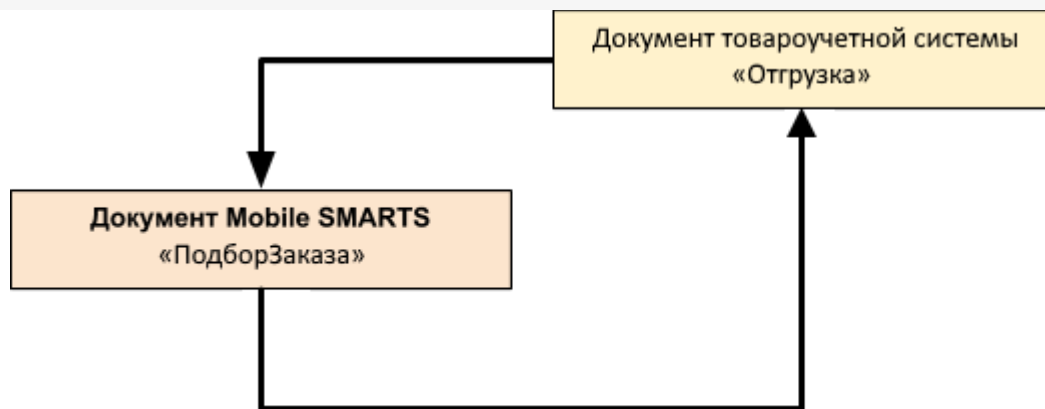 Документ товароучетной системы
«Отгрузка»
Документ Mobile SMARTS
«ПодборЗаказа»